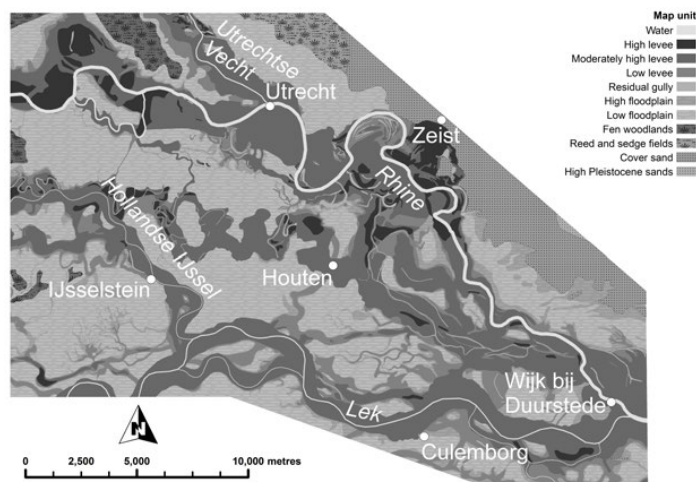 Map unit
Water
High levee
Moderately high levee
Low levee
Residual gully
High floodplain
Low floodplain
Fen woodlands
Reed and sedge fields
Cover sand
High Pleistocene sands
Utrechtse
Vecht
Utrecht
Zeist
Rhine
Hollandse IJssel
IJsselstein
Houten
Wijk bij
Duurstede
Lek
Culemborg
N
0 2,500 5,000 10,000 metres